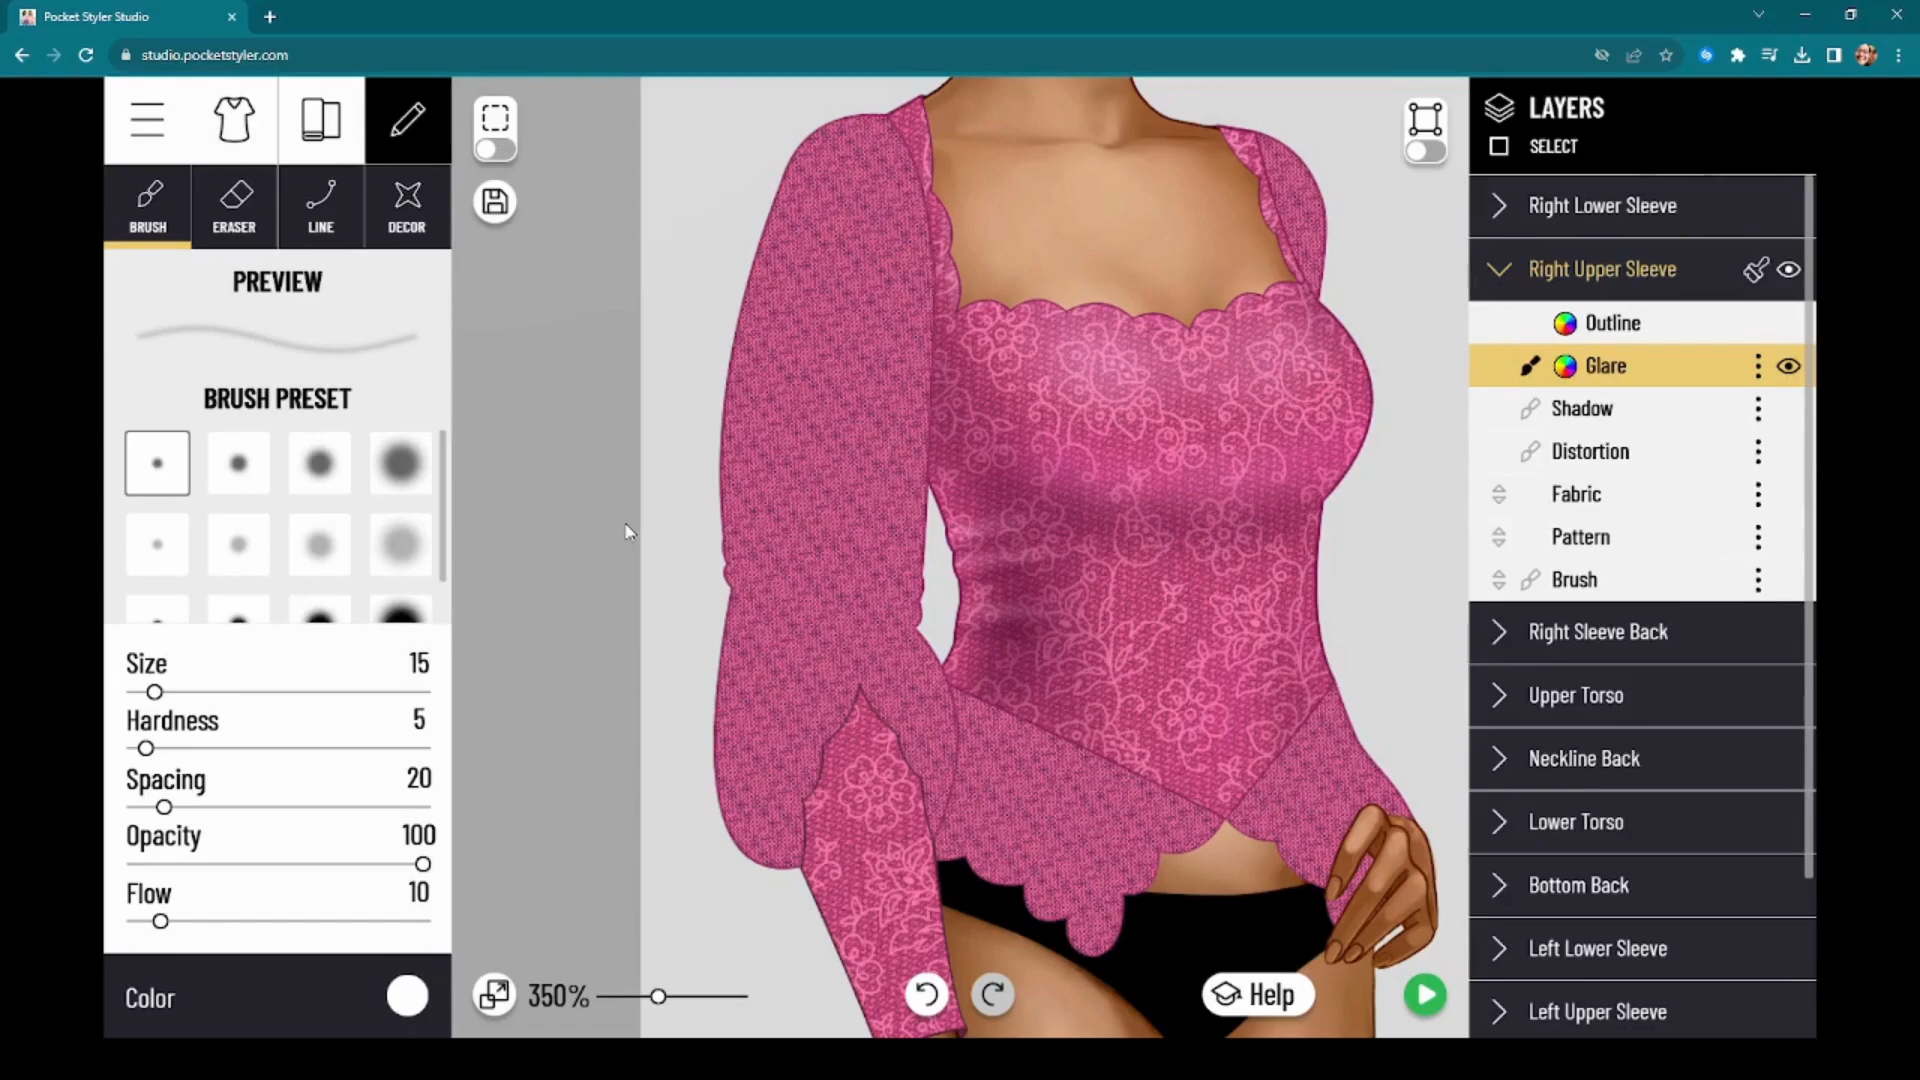 Pocket Styler Studio
studio.pocketstyler.com
BRUSH
ERASER
LINE
DECOR
PREVIEW
BRUSH PRESET
Size 15
Hardness 5
Spacing 20
Opacity 100
Flow 10
Color
350%
Help
LAYERS
SELECT
Right Lower Sleeve
Right Upper Sleeve
Outline
Glare
Shadow
Distortion
Fabric
Pattern
Brush
Right Sleeve Back
Upper Torso
Neckline Back
Lower Torso
Bottom Back
Left Lower Sleeve
Left Upper Sleeve